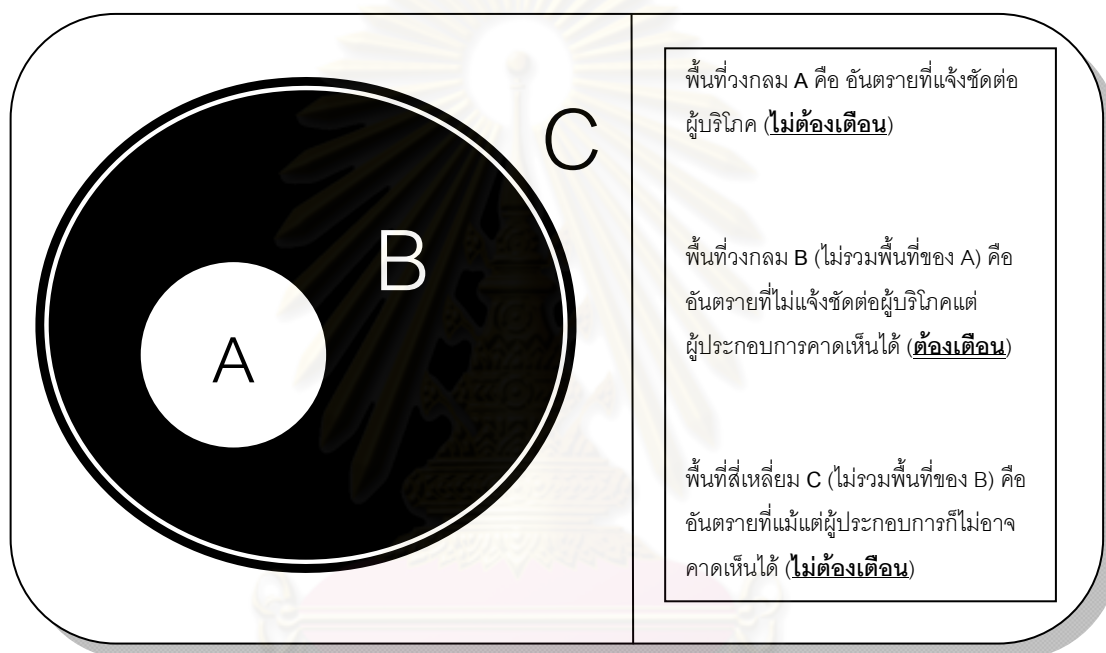 C
B
A
พื้นที่วงกลม A คือ อันตรายที่แจ้งชัดต่อ
ผู้บริโภค (ไม่ต้องเตือน)
พื้นที่วงกลม B (ไม่รวมพื้นที่ของ A) คือ
อันตรายที่ไม่แจ้งชัดต่อผู้บริโภคแต่
ผู้ประกอบการคาดเห็นได้ (ต้องเตือน)
พื้นที่สี่เหลี่ยม C (ไม่รวมพื้นที่ของ B) คือ
อันตรายที่แม้แต่ผู้ประกอบการก็ไม่อาจ
คาดเห็นได้ (ไม่ต้องเตือน)